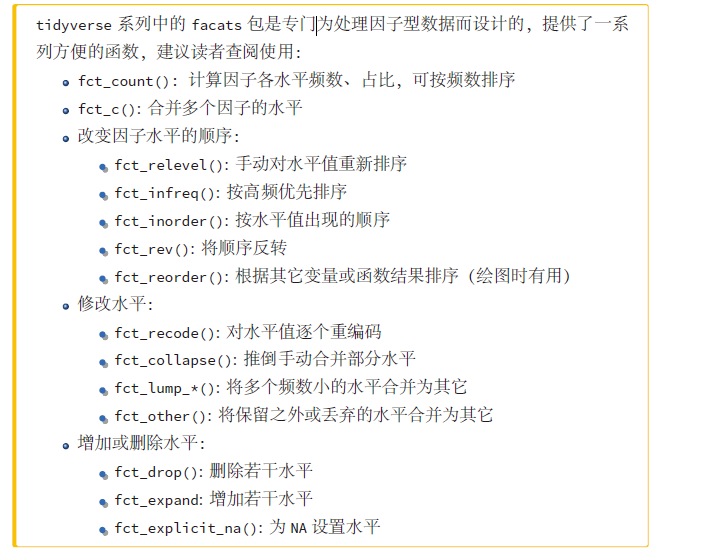 tidyverse 系列中的 facats 包是专门为处理因子型数据而设计的，提供了一系
列方便的函数，建议读者查阅使用：
fct_count(): 计算因子各水平频数、占比，可按频数排序
fct_c(): 合并多个因子的水平
改变因子水平的顺序：
fct_relevel(): 手动对水平值重新排序
fct_infreq(): 按高频优先排序
fct_inorder(): 按水平值出现的顺序
fct_rev(): 将顺序反转
fct_reorder(): 根据其它变量或函数结果排序（绘图时有用）
修改水平：
fct_recode(): 对水平值逐个重编码
fct_collapse(): 推倒手动合并部分水平
fct_lump_*(): 将多个频数小的水平合并为其它
fct_other(): 将保留之外或丢弃的水平合并为其它
增加或删除水平：
fct_drop(): 删除若干水平
fct_expand: 增加若干水平
fct_explicit_na(): 为 NA 设置水平